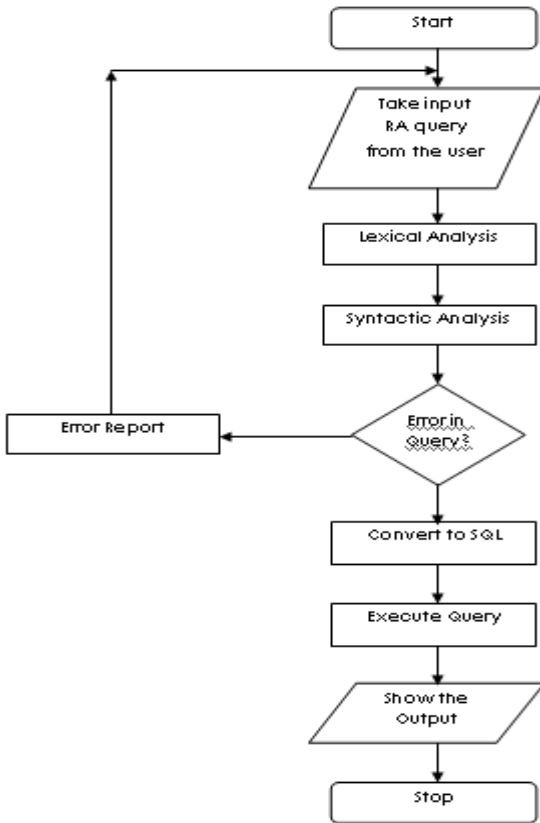 Start
Take input
RA query
from the user
Lexical Analysis
Syntactic Analysis
Error in
Query?
Error Report
Convert to SQL
Execute Query
Show the
Output
Stop